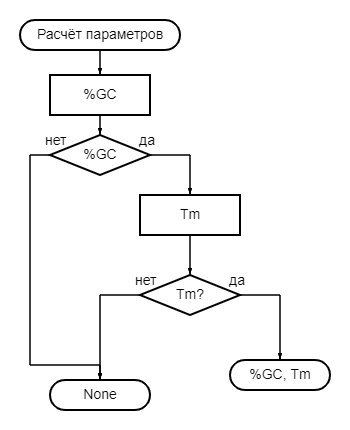 Расчёт параметров
%GC
нет
да
%GC
Tm
нет
да
Tm?
%GC, Tm
None